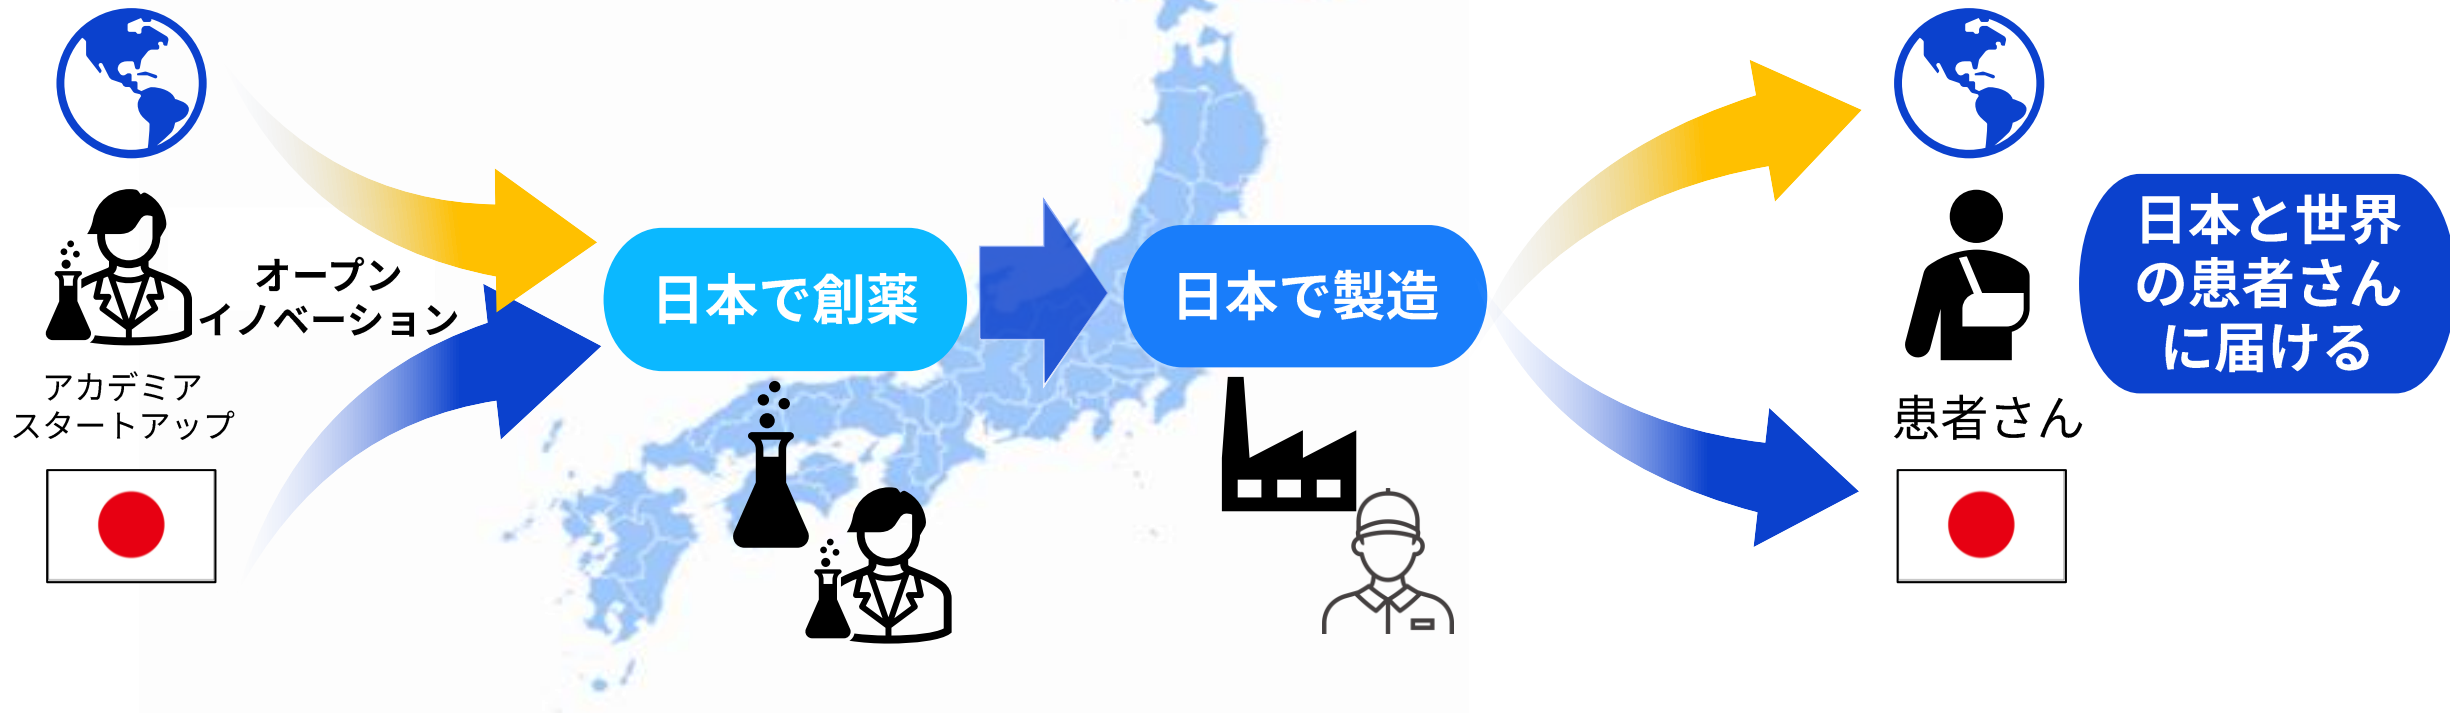 オープン
イノベーション
アカデミア
スタートアップ
日本で創薬
日本で製造
患者さん
日本と世界
の患者さん
に届ける